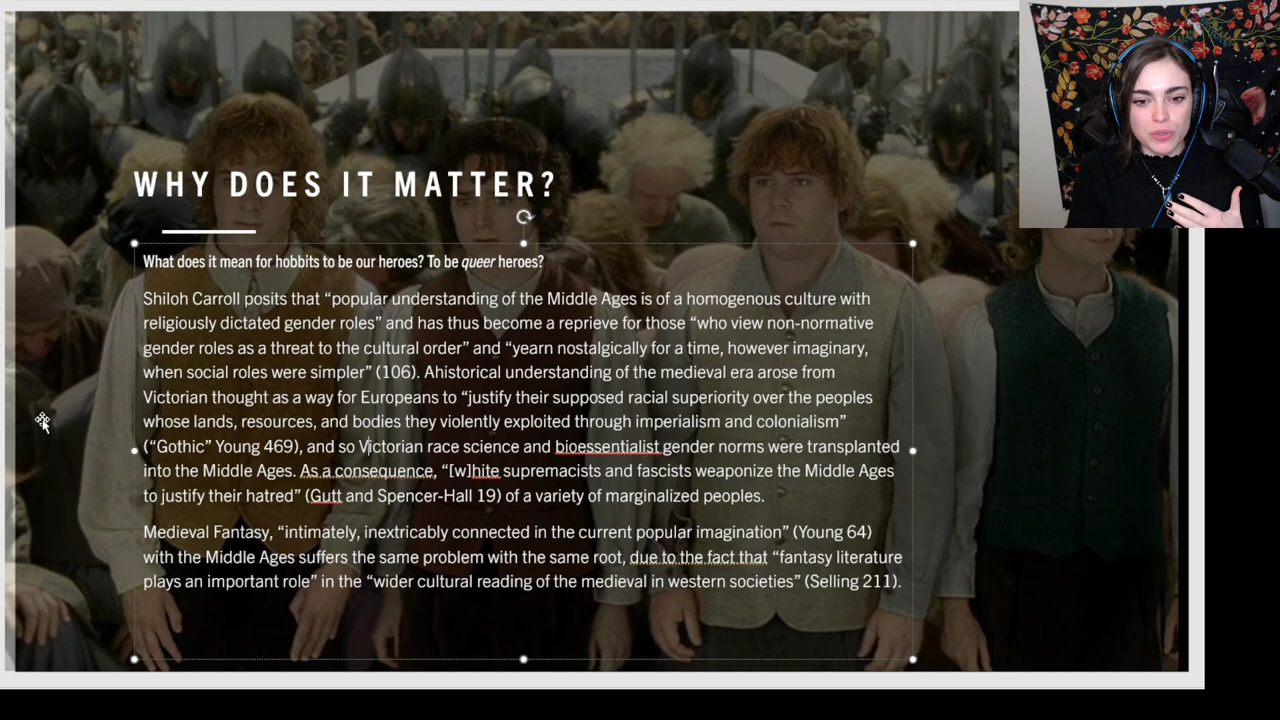 WHY DOES IT MATTER?
What does it mean for hobbits to be our heroes? To be queer heroes?
Shiloh Carroll posits that “popular understanding of the Middle Ages is of a homogenous culture with
religiously dictated gender roles” and has thus become a reprieve for those “who view non-normative
gender roles as a threat to the cultural order” and “yearn nostalgically for a time, however imaginary,
when social roles were simpler” (106). Ahistorical understanding of the medieval era arose from
Victorian thought as a way for Europeans to “justify their supposed racial superiority over the peoples
whose lands, resources, and bodies they violently exploited through imperialism and colonialism”
(“Gothic” Young 469), and so Victorian race science and bioessentialist gender norms were transplanted
into the Middle Ages. As a consequence, “[w]hite supremacists and fascists weaponize the Middle Ages
to justify their hatred” (Gutt and Spencer-Hall 19) of a variety of marginalized peoples.
Medieval Fantasy, “intimately, inextricably connected in the current popular imagination” (Young 64)
with the Middle Ages suffers the same problem with the same root, due to the fact that “fantasy literature
plays an important role” in the “wider cultural reading of the medieval in western societies” (Selling 211).